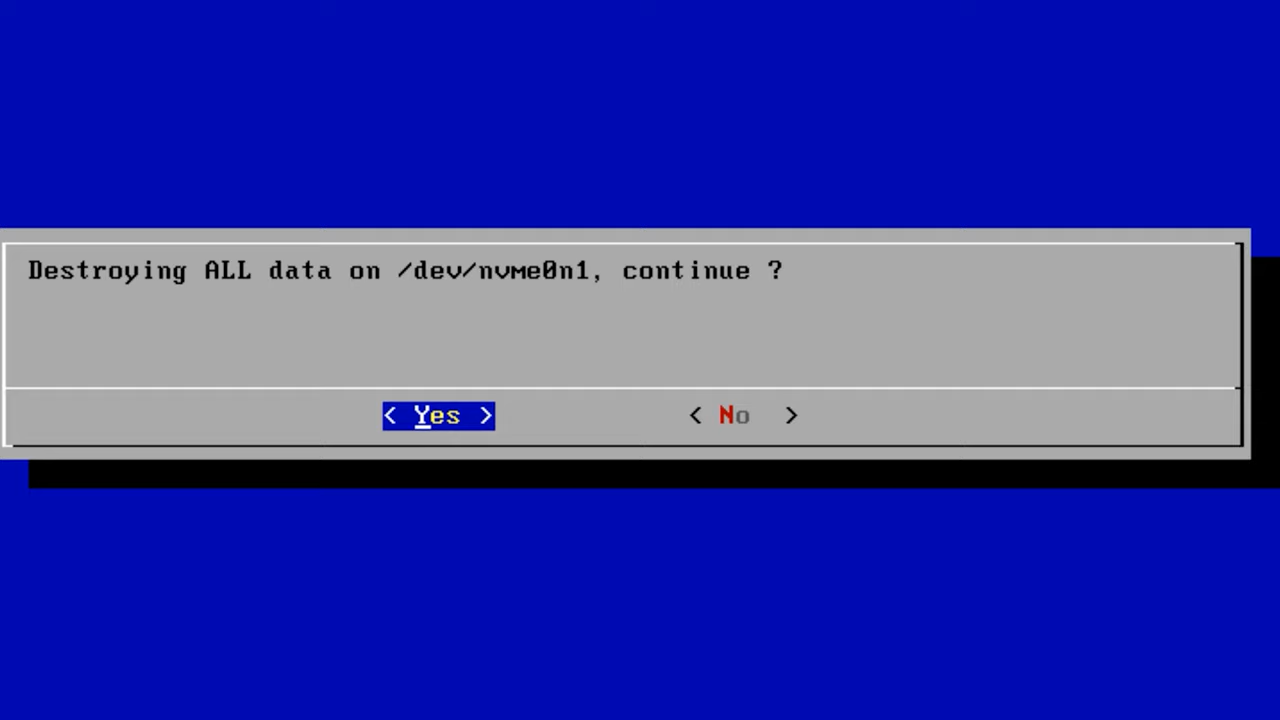 Destroying ALL data on /dev/nvme0n1, continue ?
< Yes > < No >